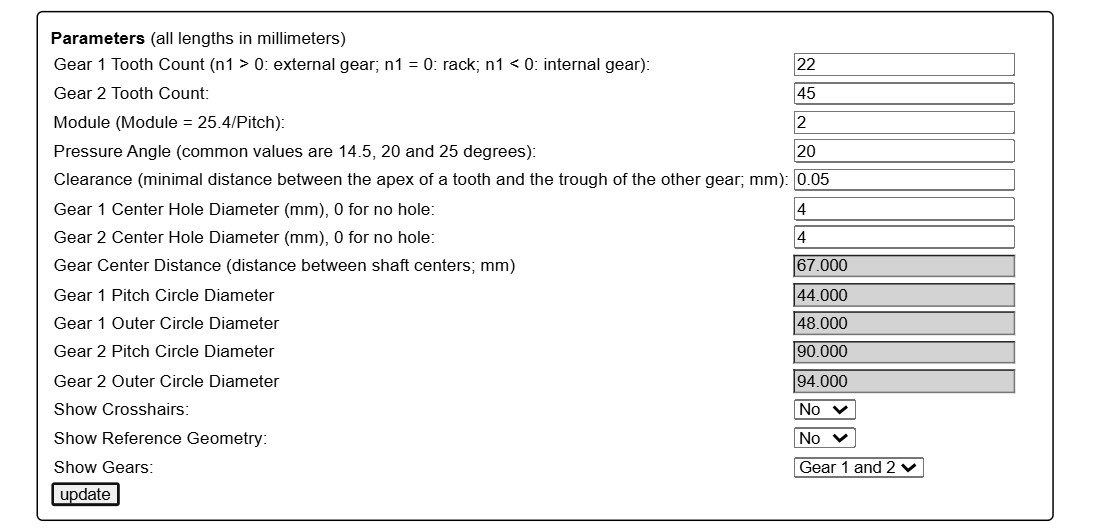 Parameters (all lengths in millimeters)
Gear 1 Tooth Count (n1 > 0: external gear; n1 = 0: rack; n1 < 0: internal gear): 22
Gear 2 Tooth Count: 45
Module (Module = 25.4/Pitch): 2
Pressure Angle (common values are 14.5, 20 and 25 degrees): 20
Clearance (minimal distance between the apex of a tooth and the trough of the other gear; mm): 0.05
Gear 1 Center Hole Diameter (mm), 0 for no hole: 4
Gear 2 Center Hole Diameter (mm), 0 for no hole: 4
Gear Center Distance (distance between shaft centers; mm) 67.000
Gear 1 Pitch Circle Diameter 44.000
Gear 1 Outer Circle Diameter 48.000
Gear 2 Pitch Circle Diameter 90.000
Gear 2 Outer Circle Diameter 94.000
Show Crosshairs: No
Show Reference Geometry: No
Show Gears: Gear 1 and 2
update